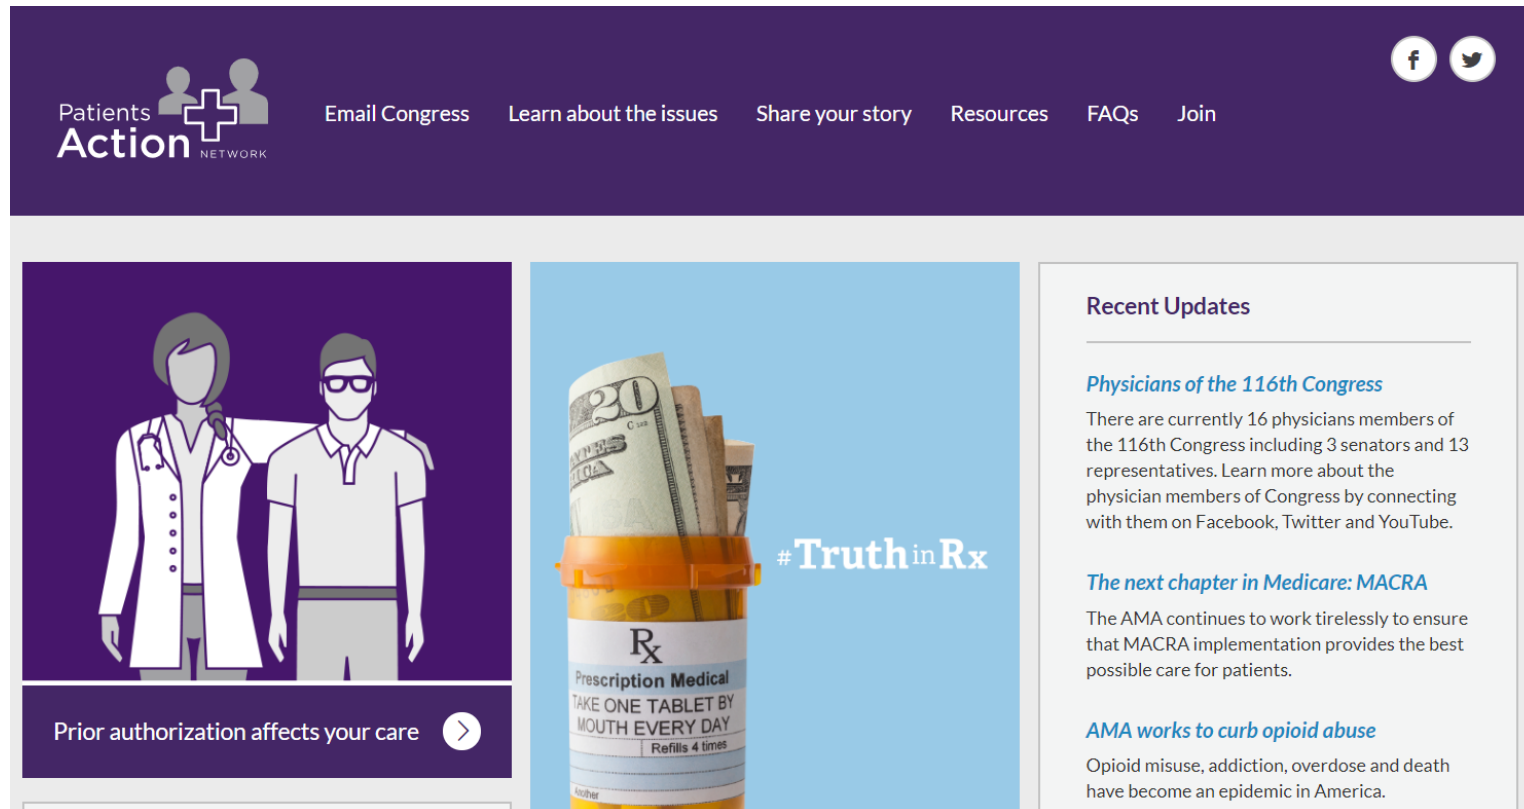 Patients
Action NETWORK
Email Congress
Learn about the issues
Share your story
Resources
FAQs
Join
Prior authorization affects your care
20
#TruthinRx
Rx
Prescription Medical
TAKE ONE TABLET BY
MOUTH EVERY DAY
Refills 4 times
Another
Recent Updates
Physicians of the 116th Congress
There are currently 16 physicians members of
the 116th Congress including 3 senators and 13
representatives. Learn more about the
physician members of Congress by connecting
with them on Facebook, Twitter and YouTube.
The next chapter in Medicare: MACRA
The AMA continues to work tirelessly to ensure
that MACRA implementation provides the best
possible care for patients.
AMA works to curb opioid abuse
Opioid misuse, addiction, overdose and death
have become an epidemic in America.